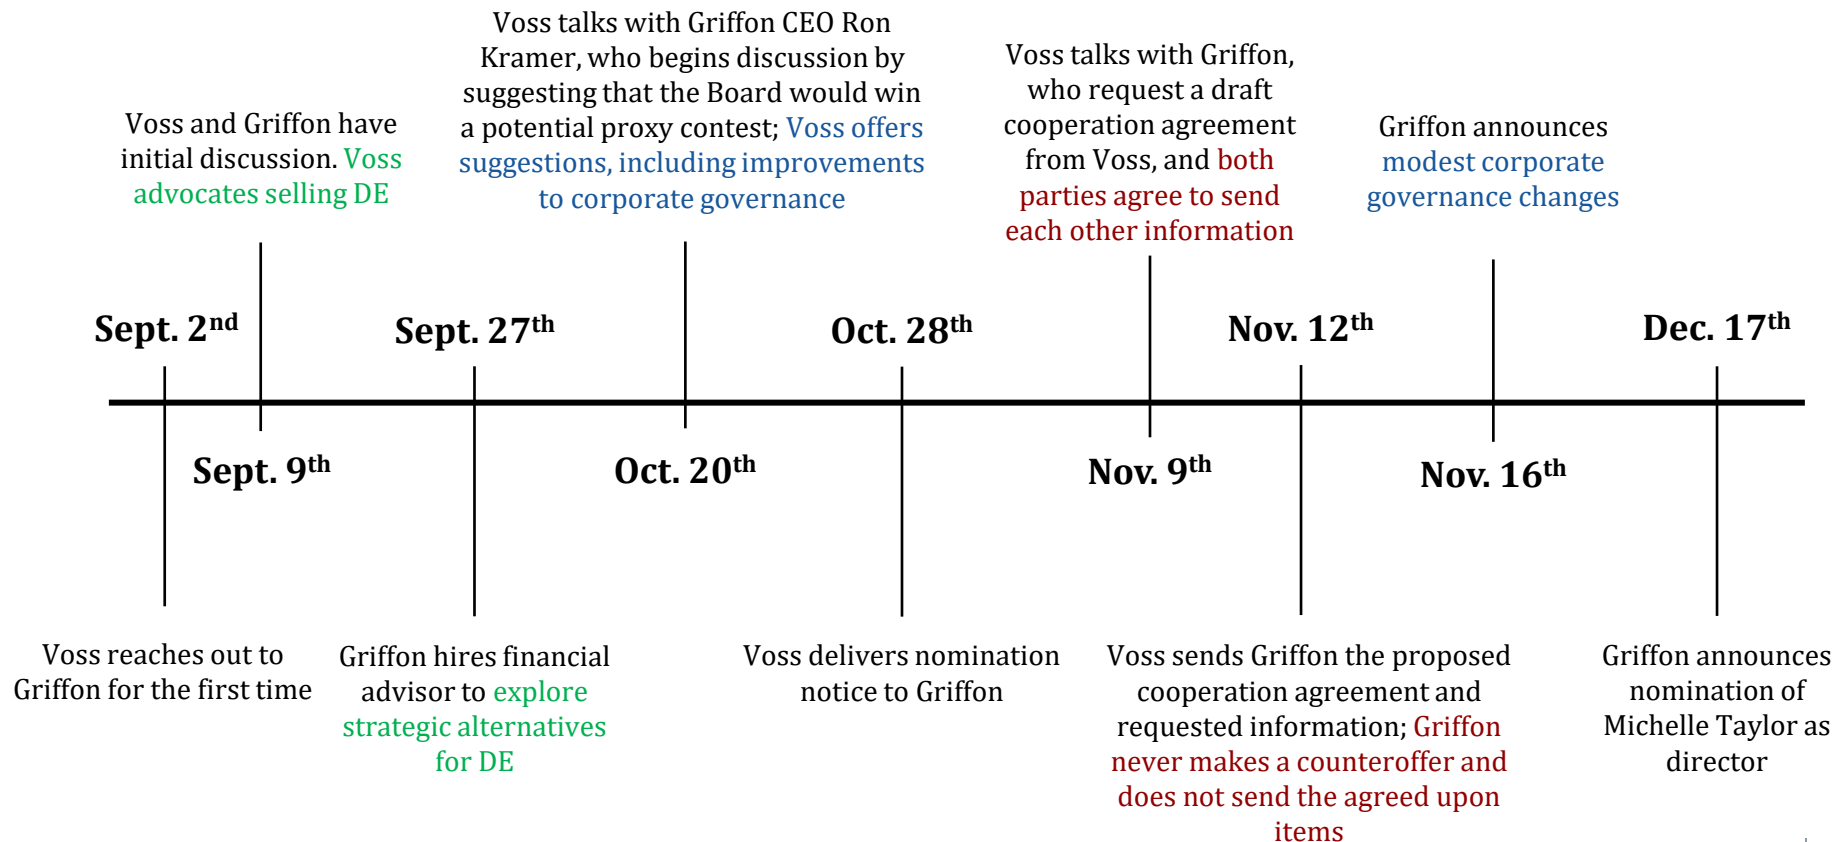 Voss and Griffon have
initial discussion. Voss
advocates selling DE
Voss talks with Griffon CEO Ron
Kramer, who begins discussion by
suggesting that the Board would win
a potential proxy contest; Voss offers
suggestions, including improvements
to corporate governance
Voss talks with Griffon,
who request a draft
cooperation agreement
from Voss, and both
parties agree to send
each other information
Griffon announces
modest corporate
governance changes
Sept. 2nd
Sept. 27th
Oct. 28th
Nov. 12th
Dec. 17th
Sept. 9th
Oct. 20th
Nov. 9th
Nov. 16th
Voss reaches out to
Griffon for the first time
Griffon hires financial
advisor to explore
strategic alternatives
for DE
Voss delivers nomination
notice to Griffon
Voss sends Griffon the proposed
cooperation agreement and
requested information; Griffon
never makes a counteroffer and
does not send the agreed upon
items
Griffon announces
nomination of
Michelle Taylor as
director